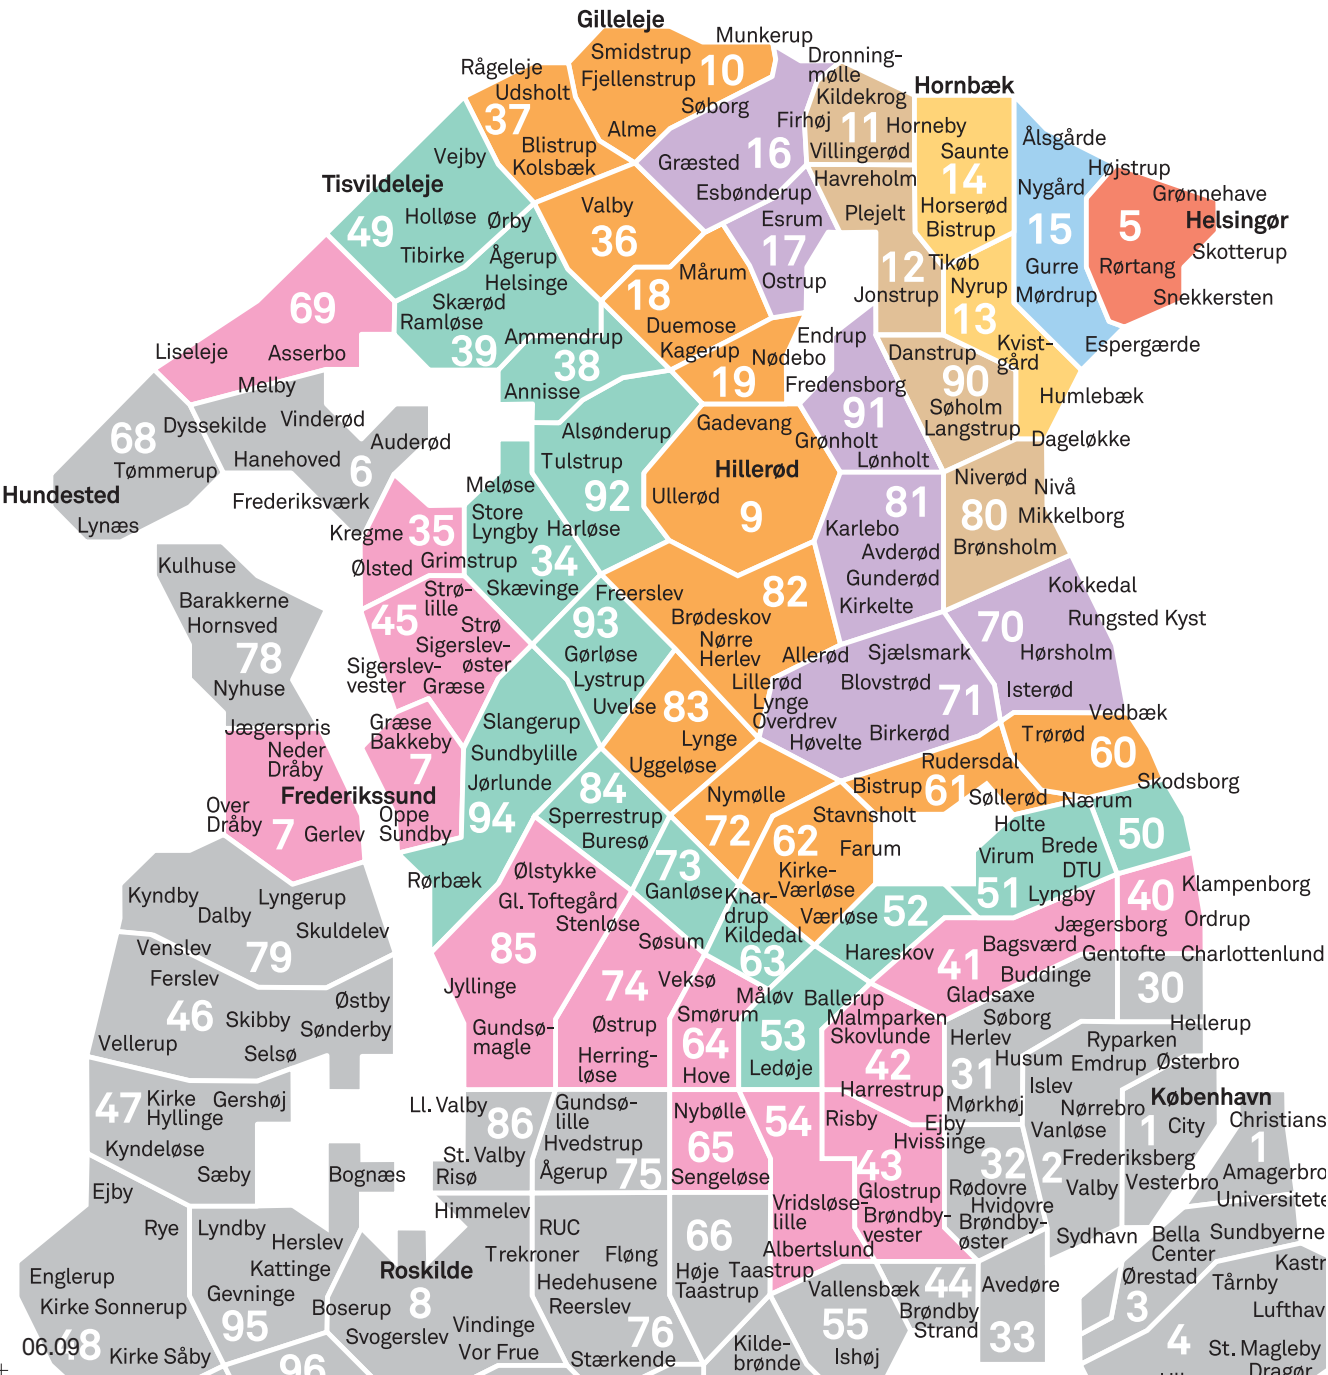 Gilleleje
Munkerup
Smidstrup
Fjellenstrup
10
Søborg
Alme
Rågeleje
Udsholt
37
Blistrup
Kolsbæk
Dronning-
mølle
Kildekrog
Firhøj
11
Villingerød
Hornbæk
Horneby
Saunte
14
Horserød
Bistrup
Ålsgårde
Højstrup
Nygård
15
Gurre
Mørdrup
Grønnehave
Helsingør
5
Skotterup
Rørtang
Snekkersten
Espergærde
Græsted
16
Esbønderup
Esrum
17
Ostrup
Havreholm
Plejelt
12
Jonstrup
Tikøb
Nyrup
13
Kvist-
gård
Humlebæk
Dageløkke
Vejby
Tisvildeleje
49
Holløse
Ørby
Tibirke
Valby
36
Mårum
18
Duemose
Kagerup
Nødebo
19
Ågerup
Helsinge
Skærød
Ramløse
39
Ammendrup
38
Annisse
69
Liseleje
Asserbo
Melby
68
Dyssekilde
Tømmerup
Hundested
Lynæs
Vinderød
Auderød
Hanehoved
6
Frederiksværk
Endrup
Fredensborg
91
Grønholt
Lønholt
Danstrup
90
Søholm
Langstrup
Gadevang
Hillerød
Ullerød
9
Alsønderup
Tulstrup
92
Harløse
Meløse
Store
Lyngby
34
Skævinge
Kregme
35
Ølsted
Grimstrup
81
Karlebo
Avderød
Gunderød
Kirkelte
Niverød
Nivå
80
Mikkelborg
Brønsholm
Kokkedal
Rungsted Kyst
70
Hørsholm
Isterød
Kulhuse
Barakkerne
Hornsved
78
Nyhuse
Jægerspris
Strø-
lille
45
Strø
Sigerslev-
øster
Sigerslev-
vester
Græse
Freerslev
82
Brødeskov
Nørre
Herlev
Allerød
Lillerød
Lynge
Overdrev
Høvelte
Sjælsmark
Blovstrød
71
Birkerød
93
Gørløse
Lystrup
Uvelse
83
Lynge
Uggeløse
Græse
Bakkeby
7
Oppe
Sundby
Neder
Dråby
Frederikssund
Over
Dråby
7
Gerlev
Slangerup
Sundbylille
Jørlunde
94
Rørbæk
84
Sperrestrup
Buresø
Nymølle
72
73
Ganløse
Vedbæk
Trørød
60
Skodsborg
Rudersdal
Bistrup
61
Søllerød
Nærum
50
Stavnsholt
62
Farum
Kirke-
Værløse
Værløse
52
Hareskov
Holte
Virum
Brede
DTU
51
Lyngby
40
Klampenborg
Ordrup
Jægersborg
Gentofte
Charlottenlund
41
Bagsværd
Buddinge
Gladsaxe
30
Hellerup
Kyndby
Lyngerup
Dalby
Skuldelev
Venslev
79
Ferslev
46
Skibby
Østby
Sønderby
Vellerup
Selsø
Ølstykke
Gl. Toftegård
Stenløse
85
Jyllinge
Gundsø-
magle
Knar-
drup
Kildedal
63
Søsum
74
Veksø
Østrup
Herring-
løse
Smørum
64
Hove
Måløv
Ballerup
53
Ledøje
Malmparken
Skovlunde
42
Harrestrup
Søborg
Herlev
31
Mørkhøj
Husum
Islev
Ryparken
Emdrup
Østerbro
København
Nørrebro
Vanløse
1
City
Christians
1
Frederiksberg
2
Valby
Vesterbro
Amagerbro
Universitete
Sydhavn
47
Kirke
Hyllinge
Gershøj
Kyndeløse
Sæby
Bognæs
Ll. Valby
86
St. Valby
Risø
Gundsø-
lille
Hvedstrup
Ågerup
75
Nybølle
65
Sengeløse
54
Risby
Ejby
Hvissinge
43
Glostrup
Brøndby-
vester
Vridsløse-
lille
Albertslund
32
Rødovre
Hvidovre
Brøndby-
øster
Ejby
Rye
Englerup
Kirke Sonnerup
06.09
48
Kirke Såby
Lyndby
Herslev
Kattinge
Gevninge
95
96
Himmelev
Roskilde
Boserup
8
Svogerslev
Vindinge
Vor Frue
RUC
Trekroner
Fløng
Hedehusene
Reerslev
76
Stærkende
66
Høje
Taastrup
Taastrup
Kilde-
brønde
Vallensbæk
55
Ishøj
44
Brøndby
Strand
Avedøre
33
Bella
Center
Sundbyerne
Ørestad
3
Tårnby
Kastr
Lufthav
4
St. Magleby
Dragør